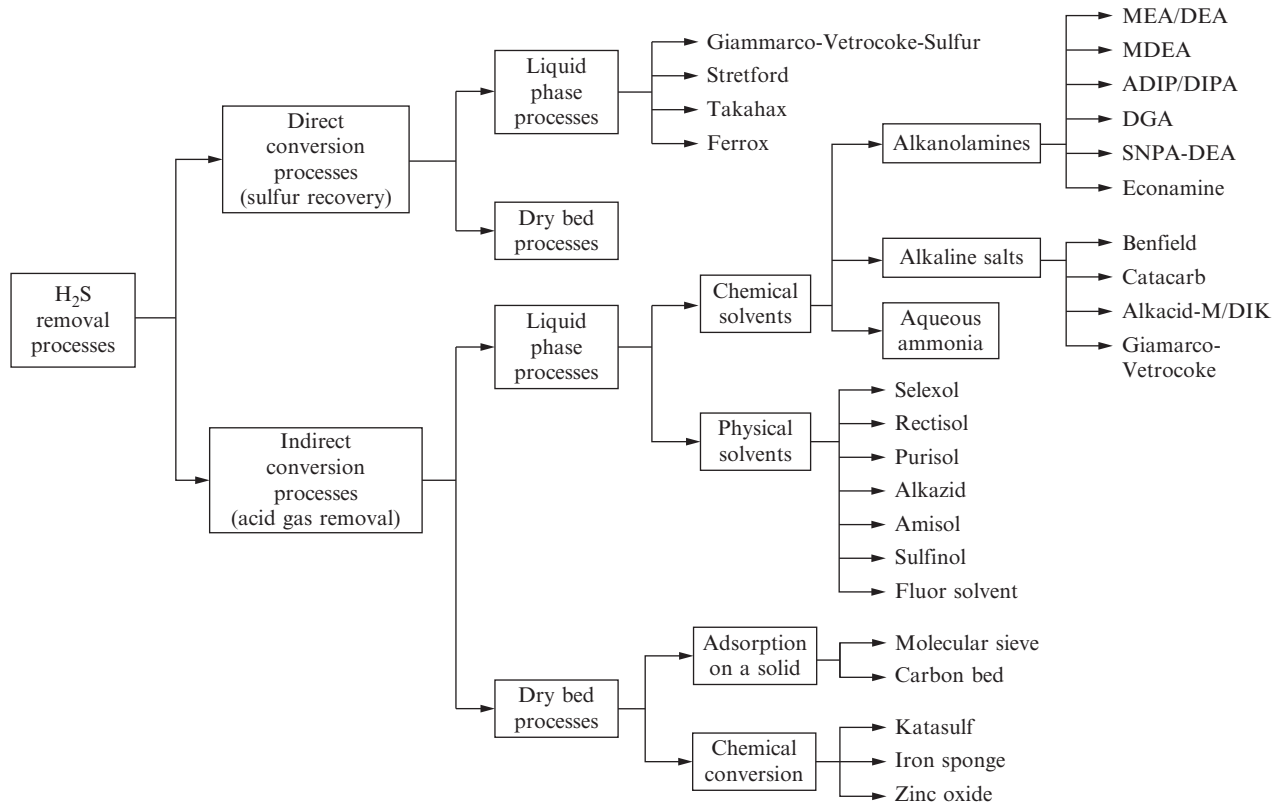 H₂S
removal
processes
Direct
conversion
processes
(sulfur recovery)
Liquid
phase
processes
Giammarco-Vetrocoke-Sulfur
Stretford
Takahax
Ferrox
Dry bed
processes
Indirect
conversion
processes
(acid gas removal)
Liquid
phase
processes
Chemical
solvents
Alkanolamines
MEA/DEA
MDEA
ADIP/DIPA
DGA
SNPA-DEA
Econamine
Alkaline salts
Benfield
Catacarb
Alkacid-M/DIK
Giamarco-
Vetrocoke
Aqueous
ammonia
Physical
solvents
Selexol
Rectisol
Purisol
Alkazid
Amisol
Sulfinol
Fluor solvent
Dry bed
processes
Adsorption
on a solid
Molecular sieve
Carbon bed
Chemical
conversion
Katasulf
Iron sponge
Zinc oxide